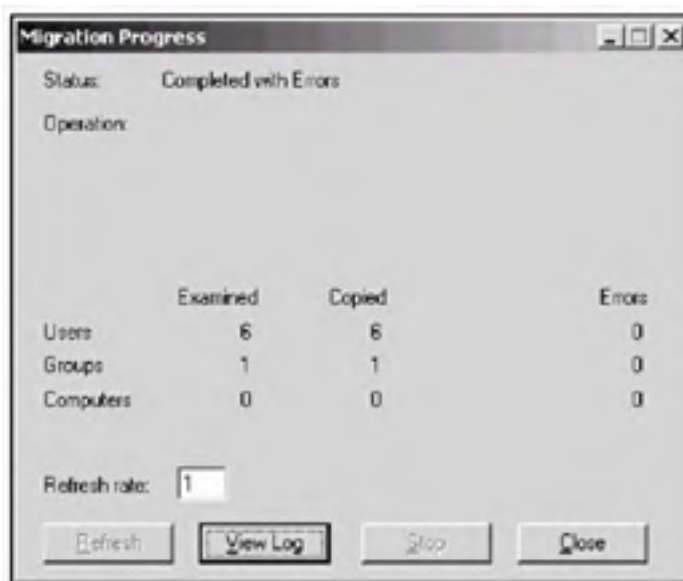 Migration Progress
Status: Completed with Errors
Operation:
Examined Copied Errors
Users 6 6 0
Groups 1 1 0
Computers 0 0 0
Refresh rate: 1
Refresh View Log Stop Close